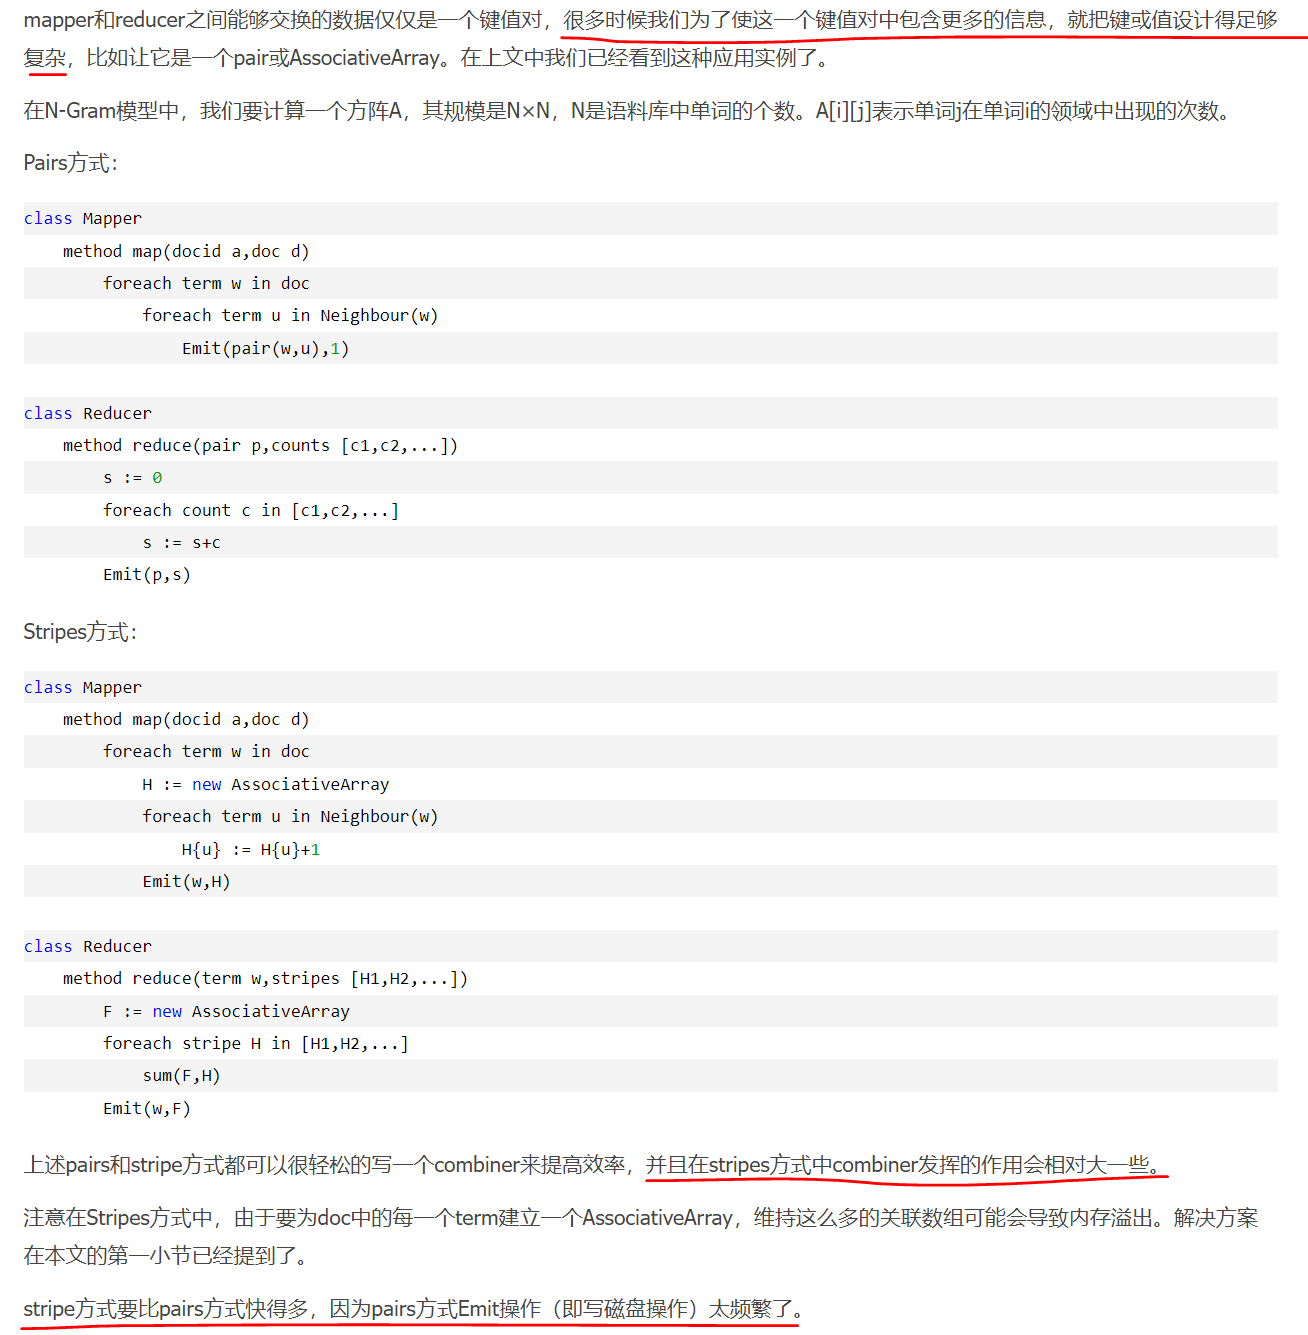 mapper和reducer之间能够交换的数据仅仅是一个键值对，很多时候我们为了使这一个键值对中包含更多的信息，就把键或值设计得足够
复杂，比如让它是一个pair或AssociativeArray。在上文中我们已经看到这种应用实例了。
在N-Gram模型中，我们要计算一个方阵A，其规模是N×N，N是语料库中单词的个数。A[i][j]表示单词j在单词i的领域中出现的次数。
Pairs方式：
class Mapper
    method map(docid a,doc d)
        foreach term w in doc
            foreach term u in Neighbour(w)
                Emit(pair(w,u),1)
class Reducer
    method reduce(pair p,counts [c1,c2,...])
        s := 0
        foreach count c in [c1,c2,...]
            s := s+c
        Emit(p,s)
Stripes方式：
class Mapper
    method map(docid a,doc d)
        foreach term w in doc
            H := new AssociativeArray
            foreach term u in Neighbour(w)
                H{u} := H{u}+1
            Emit(w,H)
class Reducer
    method reduce(term w,stripes [H1,H2,...])
        F := new AssociativeArray
        foreach stripe H in [H1,H2,...]
            sum(F,H)
        Emit(w,F)
上述pairs和stripe方式都可以很轻松的写一个combiner来提高效率，并且在stripes方式中combiner发挥的作用会相对大一些。
注意在Stripes方式中，由于要为doc中的每一个term建立一个AssociativeArray，维持这么多的关联数组可能会导致内存溢出。解决方案
在本文的第一小节已经提到了。
stripe方式要比pairs方式快得多，因为pairs方式Emit操作（即写磁盘操作）太频繁了。